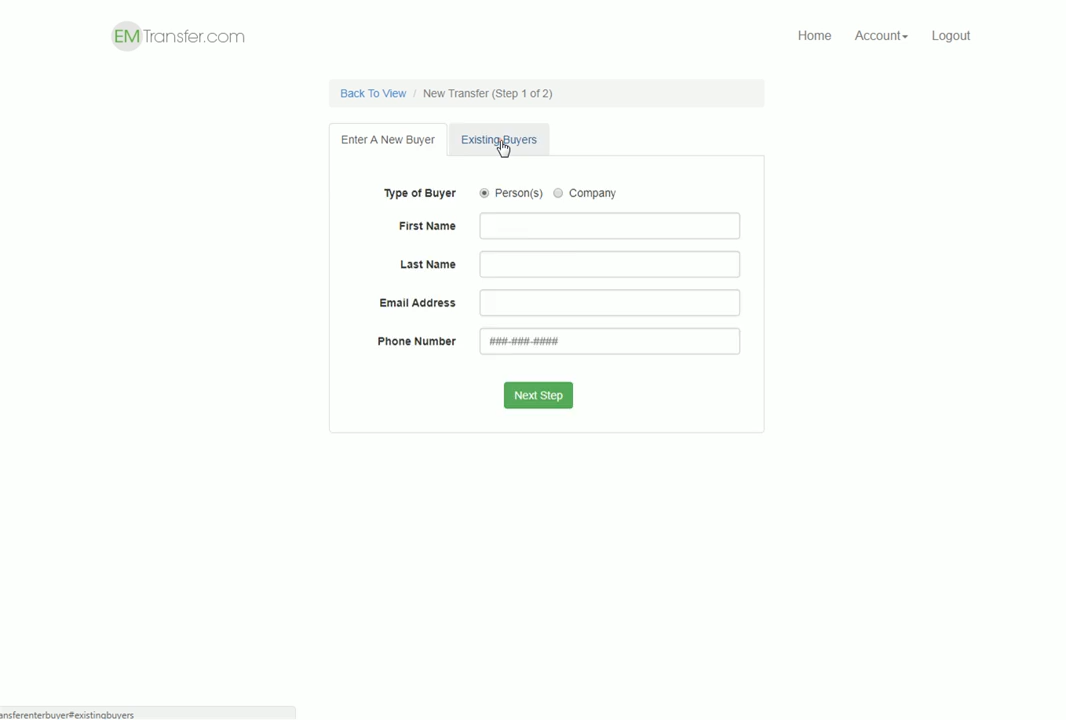 EMTransfer.com
Home Account Logout
Back To View / New Transfer (Step 1 of 2)
Enter A New Buyer Existing Buyers
Type of Buyer Person(s) Company
First Name
Last Name
Email Address
Phone Number ###-###-####
Next Step
ansferenterbuyer#existingbuyers